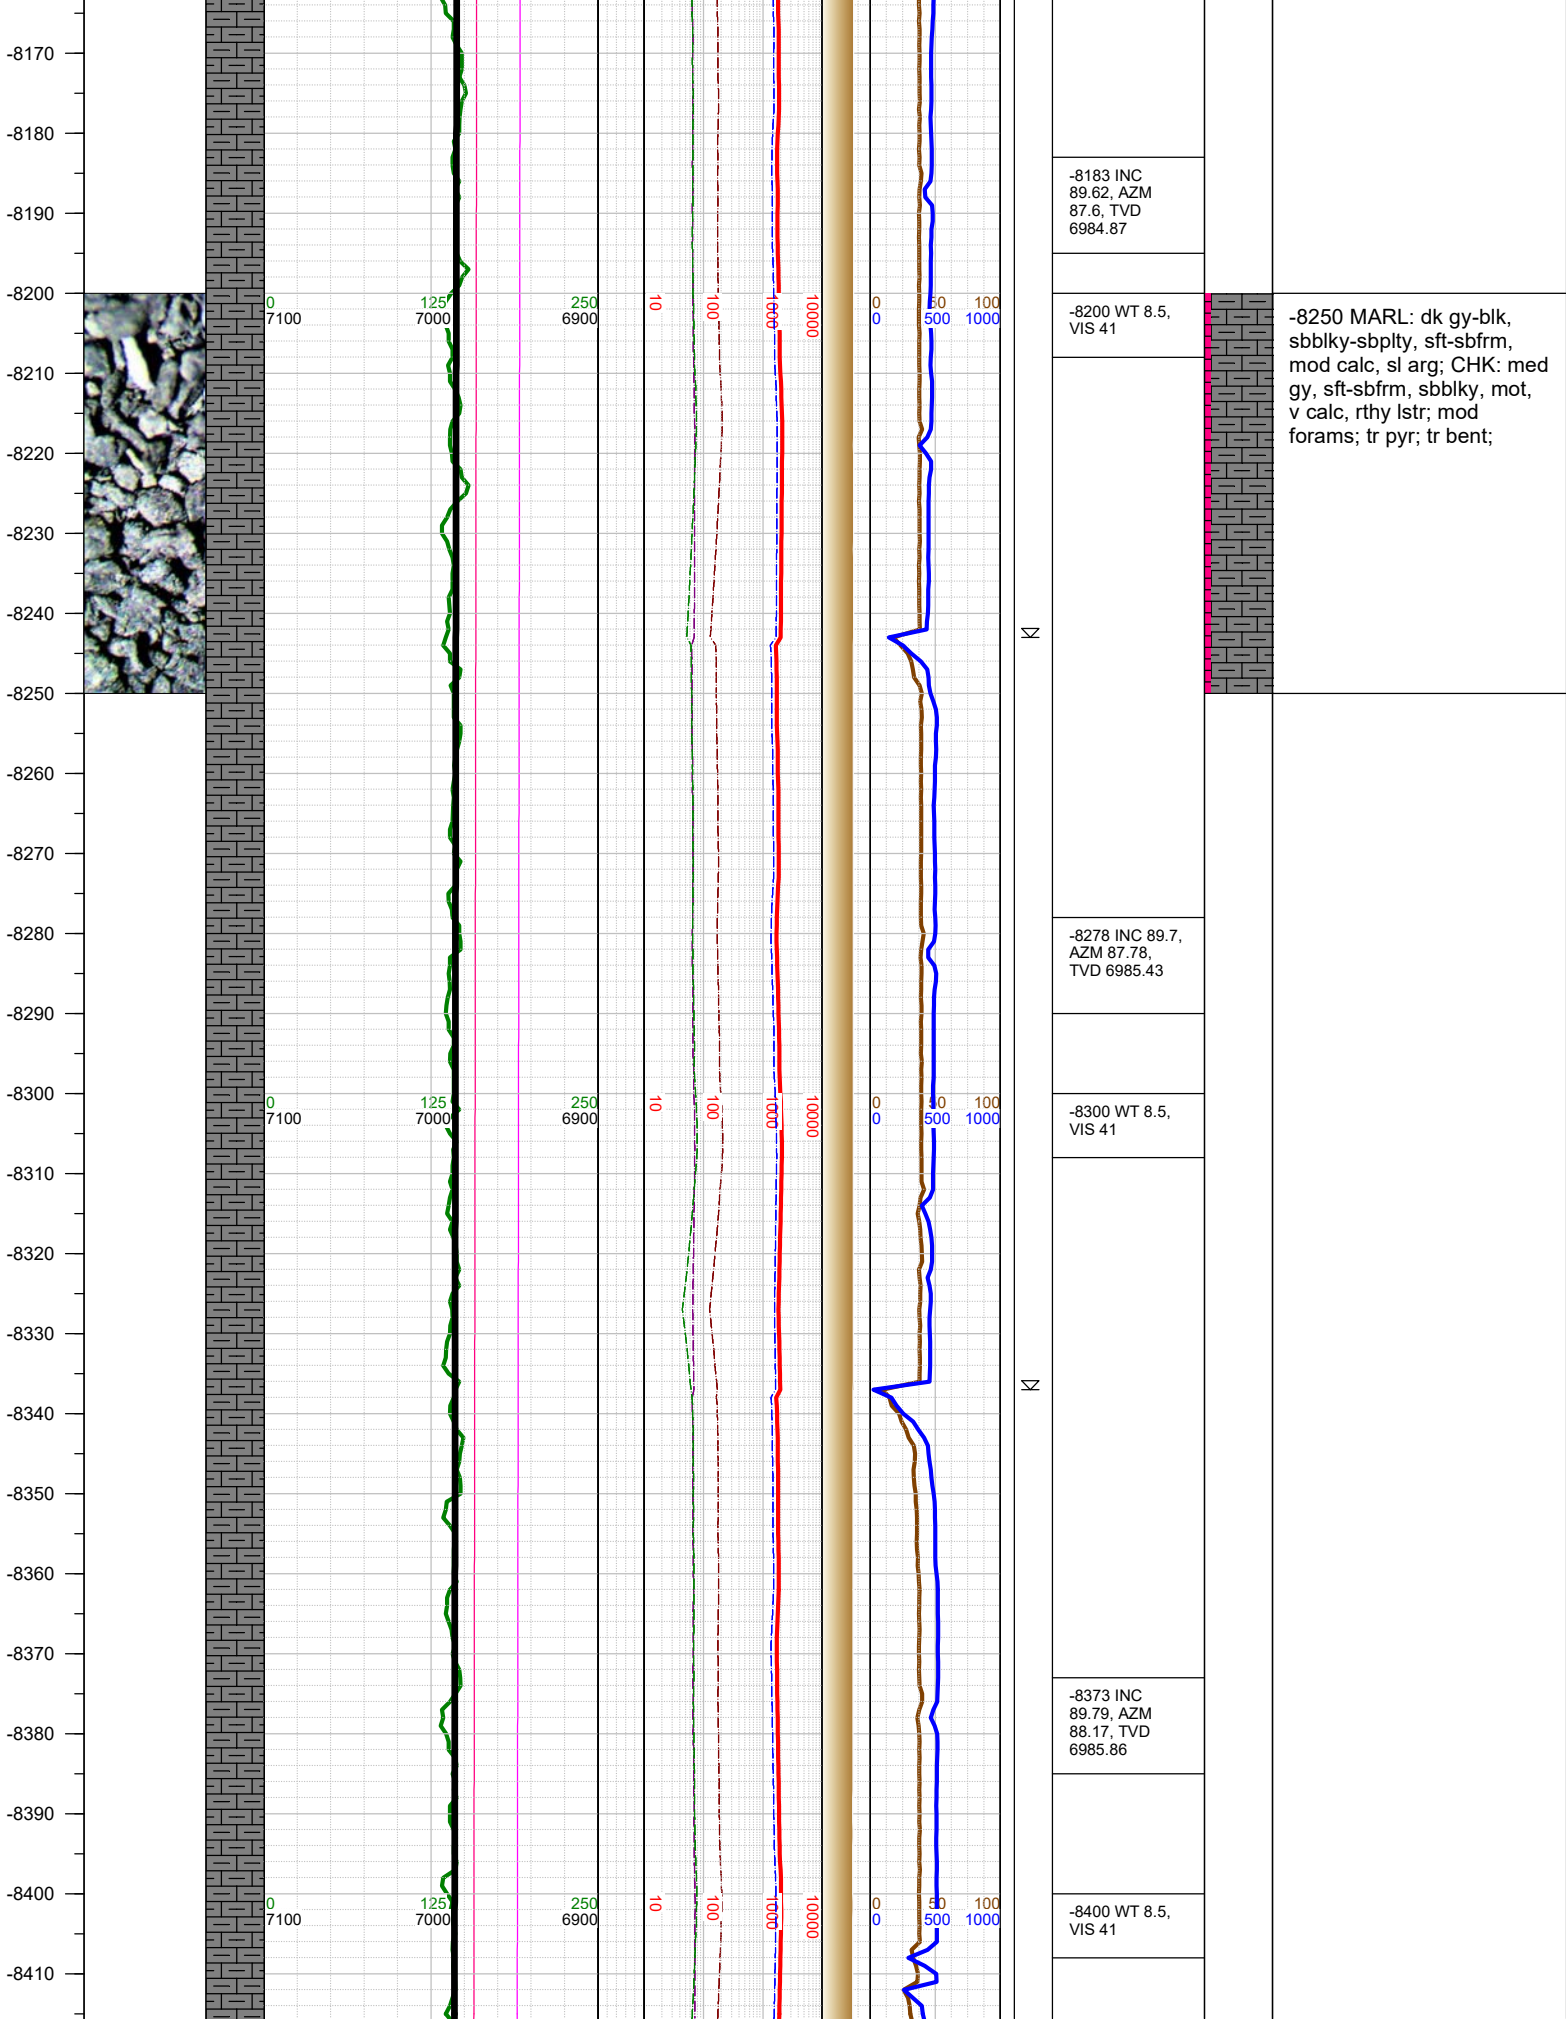 -8170
-8180
-8183 INC
89.62, AZM
87.6, TVD
6984.87
-8190
-8200
0 125 250
7100 7000 6900
10 100 1000 10000
0 50 100
0 500 1000
-8200 WT 8.5,
VIS 41
-8250 MARL: dk gy-blk,
sbblky-sbplty, sft-sbfrm,
mod calc, sl arg; CHK: med
gy, sft-sbfrm, sbblky, mot,
v calc, rthy lstr; mod
forams; tr pyr; tr bent;
-8210
-8220
-8230
-8240
-8250
-8260
-8270
-8280
-8278 INC 89.7,
AZM 87.78,
TVD 6985.43
-8290
-8300
0 125 250
7100 7000 6900
10 100 1000 10000
0 50 100
0 500 1000
-8300 WT 8.5,
VIS 41
-8310
-8320
-8330
-8340
-8350
-8360
-8370
-8373 INC
89.79, AZM
88.17, TVD
6985.86
-8380
-8390
-8400
0 125 250
7100 7000 6900
10 100 1000 10000
0 50 100
0 500 1000
-8400 WT 8.5,
VIS 41
-8410